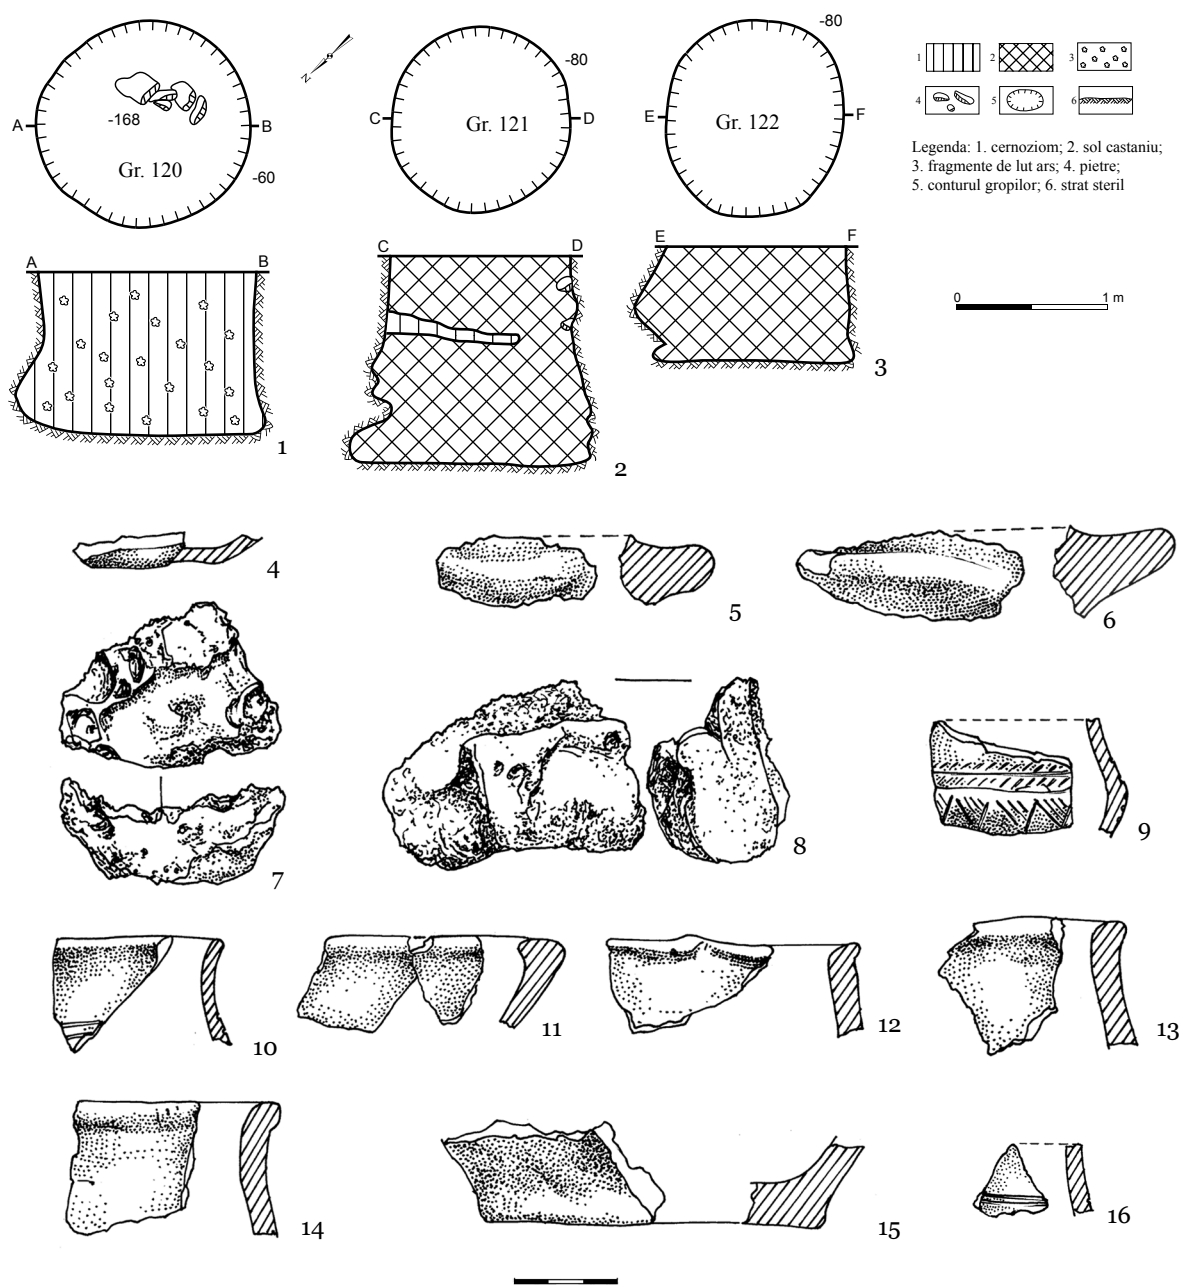 -80
-80
1
2
3
N
A
-168
B
C
Gr. 121
D
E
Gr. 122
F
4
5
6
Gr. 120
-60
Legenda: 1. cernoziom; 2. sol castaniu;
3. fragmente de lut ars; 4. pietre;
5. conturul gropilor; 6. strat steril
A
B
C
D
E
F
0
1 m
1
2
3
4
5
6
7
8
9
10
11
12
13
14
15
16